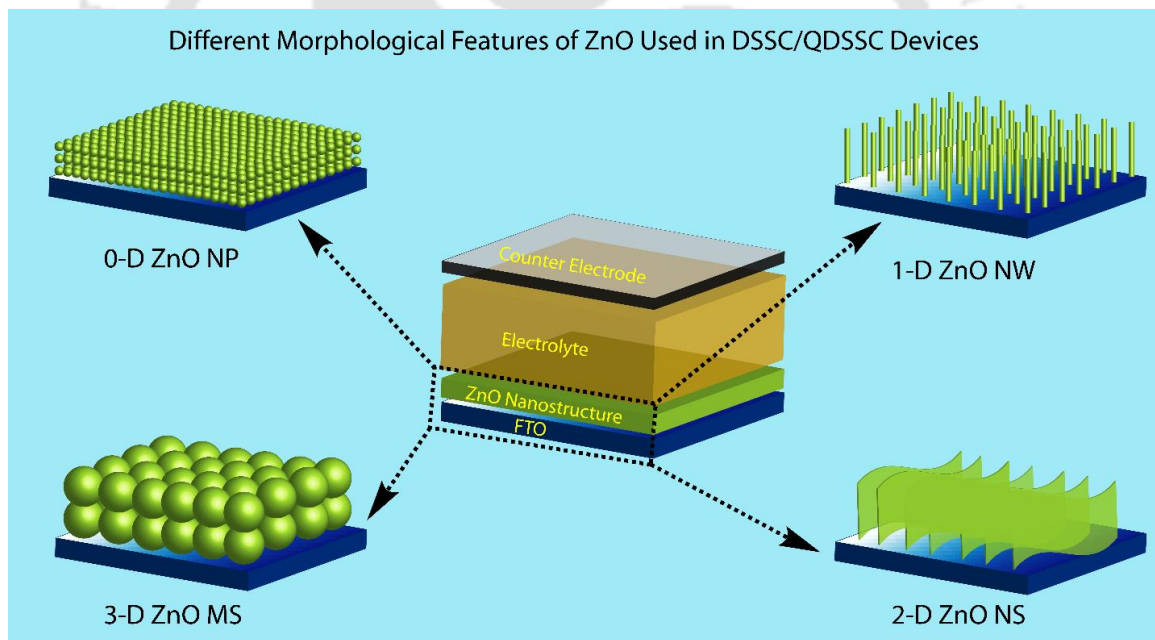 Different Morphological Features of ZnO Used in DSSC/QDSSC Devices
0-D ZnO NP
1-D ZnO NW
Counter Electrode
Electrolyte
ZnO Nanostructure
FTO
3-D ZnO MS
2-D ZnO NS